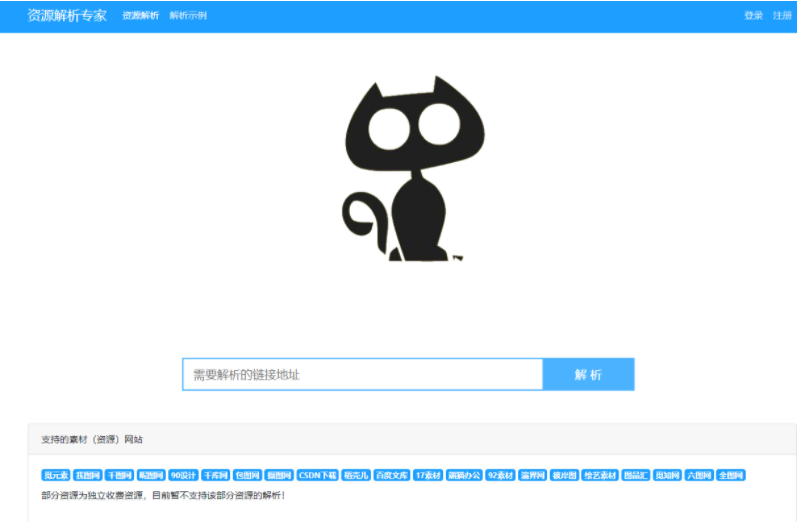 资源解析专家 资源解析 解析示例 登录 注册
需要解析的链接地址 解 析
支持的素材（资源）网站
觅元素 我图网 千图网 昵图网 90设计 千库网 包图网 摄图网 CSDN下载 稻壳儿 百度文库 17素材 熊猫办公 92素材 演界网 彼岸图 绘艺素材 图品汇 觅知网 六图网 全图网
部分资源为独立收费资源，目前暂不支持该部分资源的解析！